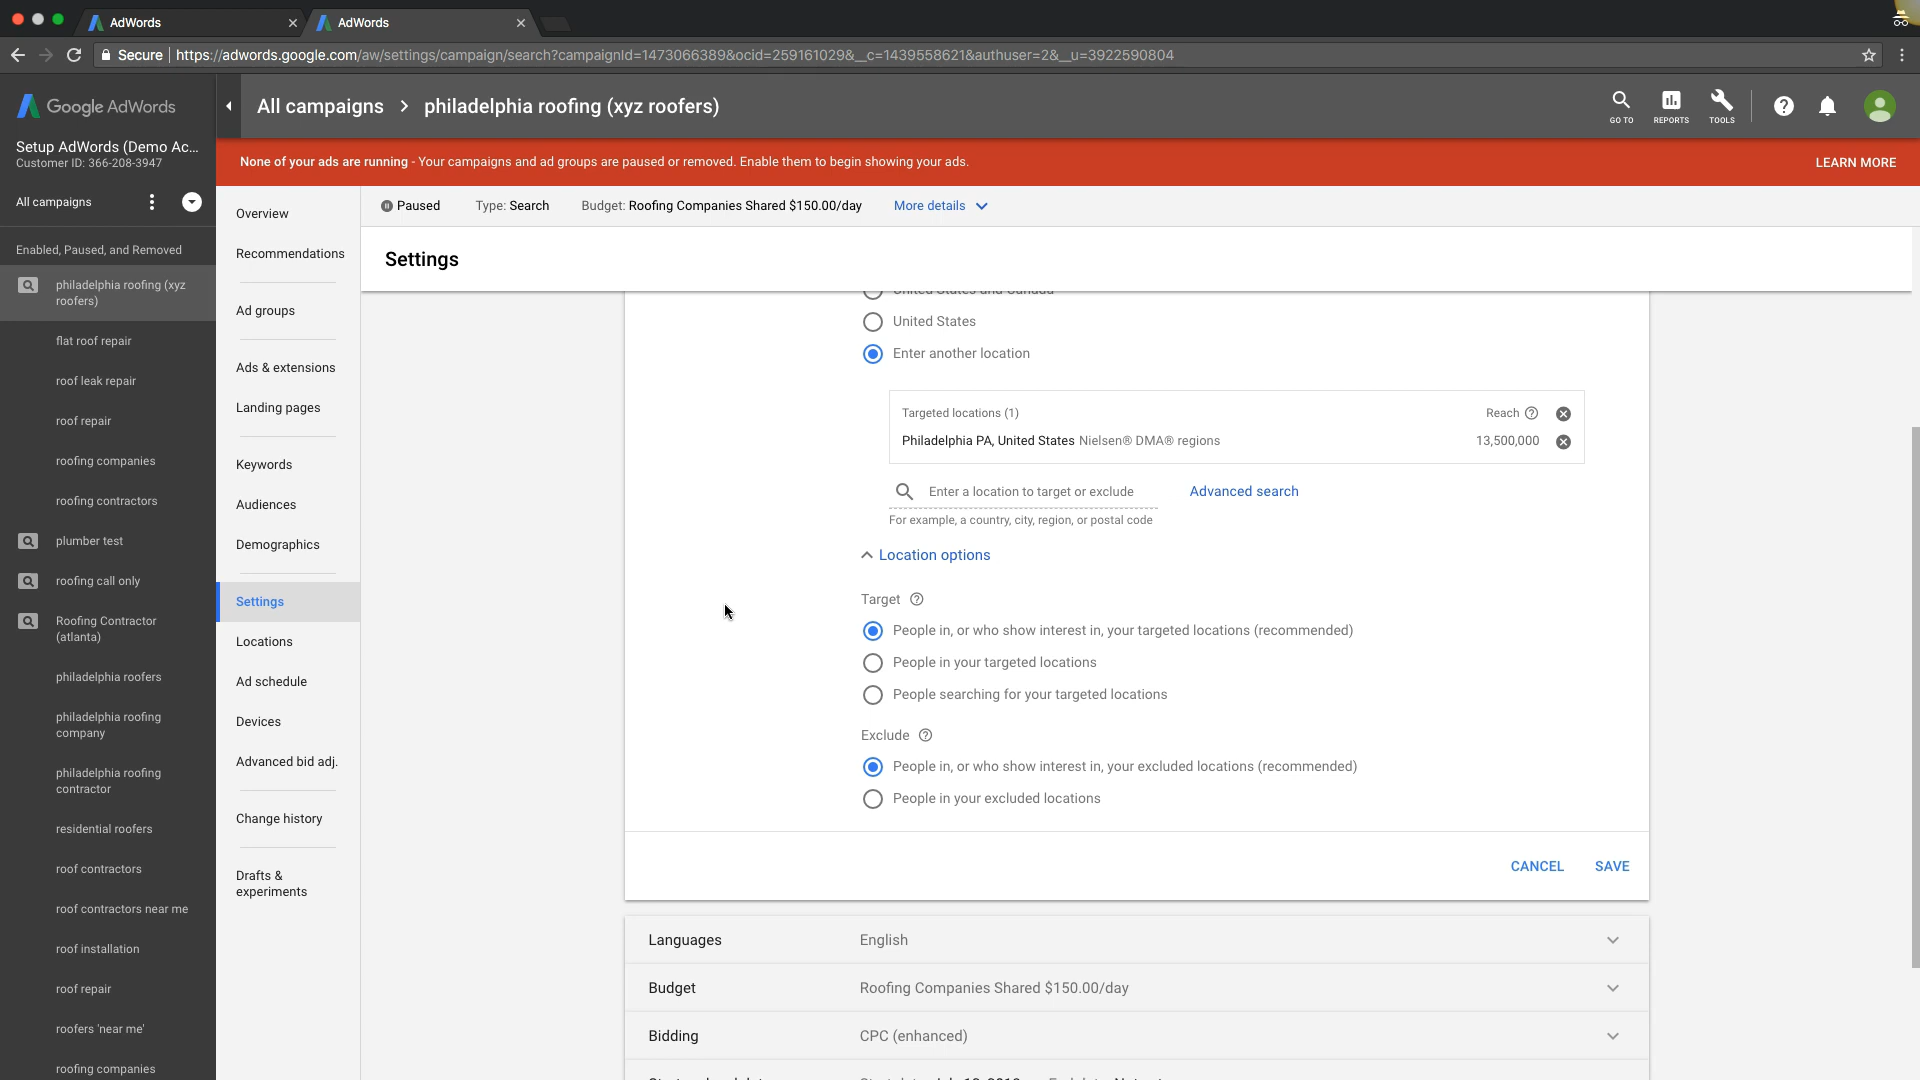 AdWords
AdWords
Secure
https://adwords.google.com/aw/settings/campaign/search?campaignId=1473066389&ocid=259161029&__c=1439558621&authuser=2&__u=3922590804
Google AdWords
All campaigns > philadelphia roofing (xyz roofers)
GO TO
REPORTS
TOOLS
Setup AdWords (Demo Ac...
Customer ID: 366-208-3947
None of your ads are running - Your campaigns and ad groups are paused or removed. Enable them to begin showing your ads.
LEARN MORE
All campaigns
Enabled, Paused, and Removed
philadelphia roofing (xyz
roofers)
flat roof repair
roof leak repair
roof repair
roofing companies
roofing contractors
plumber test
roofing call only
Roofing Contractor
(atlanta)
philadelphia roofers
philadelphia roofing
company
philadelphia roofing
contractor
residential roofers
roof contractors
roof contractors near me
roof installation
roof repair
roofers 'near me'
roofing companies
Overview
Recommendations
Ad groups
Ads & extensions
Landing pages
Keywords
Audiences
Demographics
Settings
Locations
Ad schedule
Devices
Advanced bid adj.
Change history
Drafts &
experiments
Paused
Type: Search
Budget: Roofing Companies Shared $150.00/day
More details
Settings
United States and Canada
United States
Enter another location
Targeted locations (1)
Reach
Philadelphia PA, United States Nielsen® DMA® regions
13,500,000
Enter a location to target or exclude
Advanced search
For example, a country, city, region, or postal code
Location options
Target
People in, or who show interest in, your targeted locations (recommended)
People in your targeted locations
People searching for your targeted locations
Exclude
People in, or who show interest in, your excluded locations (recommended)
People in your excluded locations
CANCEL
SAVE
Languages
English
Budget
Roofing Companies Shared $150.00/day
Bidding
CPC (enhanced)